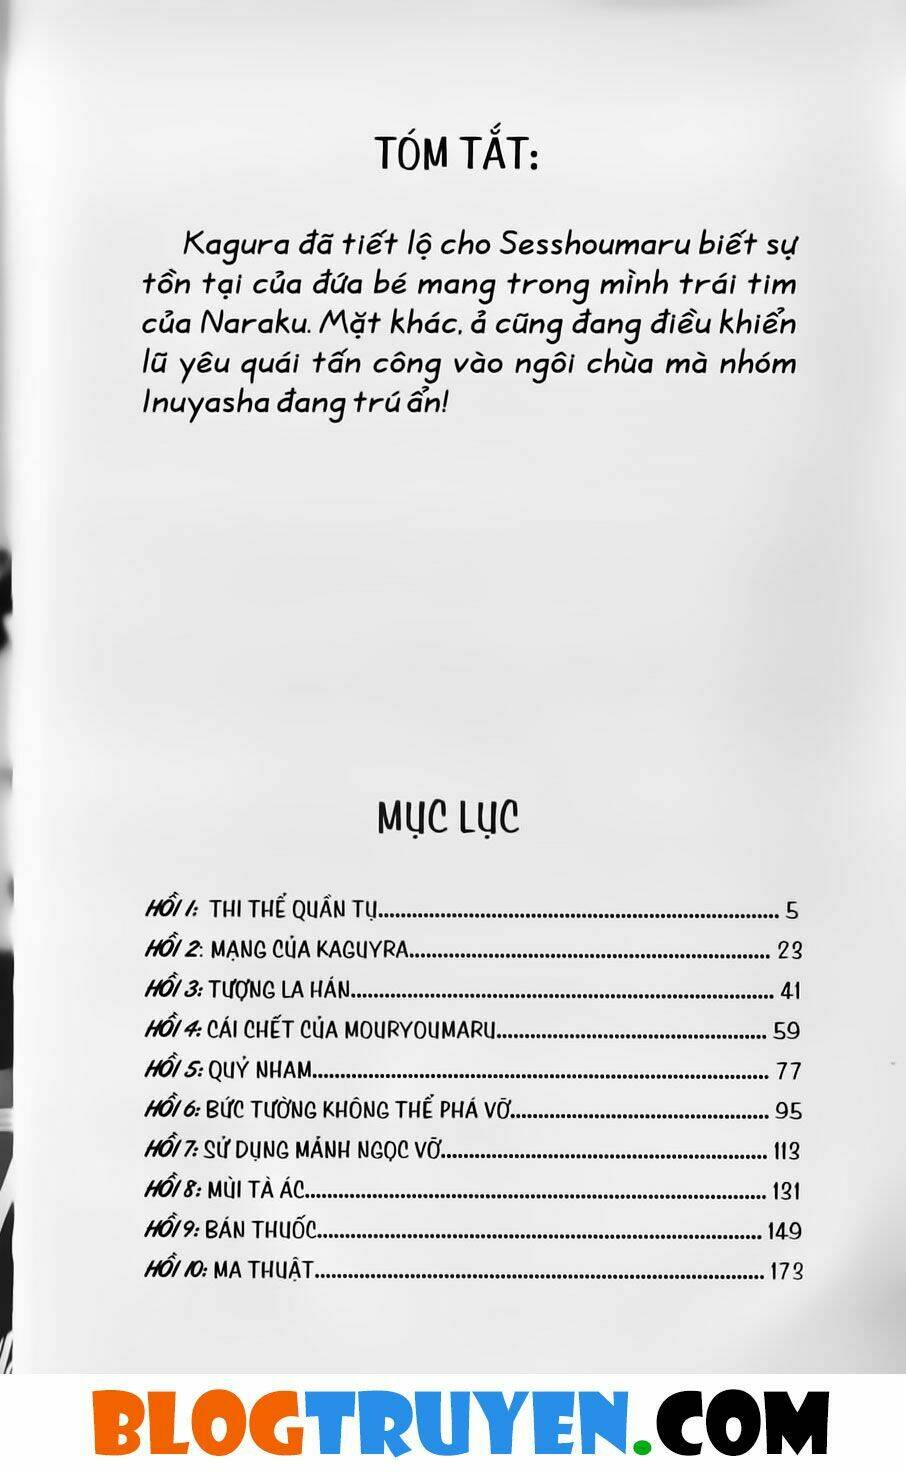 TÓM TẮT:
Kagura đã tiết lộ cho Sesshoumaru biết sự
tồn tại của đứa bé mang trong mình trái tim
của Naraku. Mặt khác, ả cũng đang điều khiển
lũ yêu quái tấn công vào ngôi chùa mà nhóm
Inuyasha đang trú ẩn!
MỤC LỤC
HỒI 1: THI THỂ QUẦN TỤ........................ 5
HỒI 2: MẠNG CỦA KAGUYRA........................ 23
HỒI 3: TƯỢNG LA HÁN........................ 41
HỒI 4: CÁI CHẾT CỦA MOURYOUMARU........................ 59
HỒI 5: QUỶ NHAM........................ 77
HỒI 6: BỨC TƯỜNG KHÔNG THỂ PHÁ VỠ........................ 95
HỒI 7: SỬ DỤNG MẢNH NGỌC VỠ........................ 113
HỒI 8: MÙI TÀ ÁC........................ 131
HỒI 9: BÁN THUỐC........................ 149
HỒI 10: MA THUẬT........................ 173
BLOGTRUYEN.COM